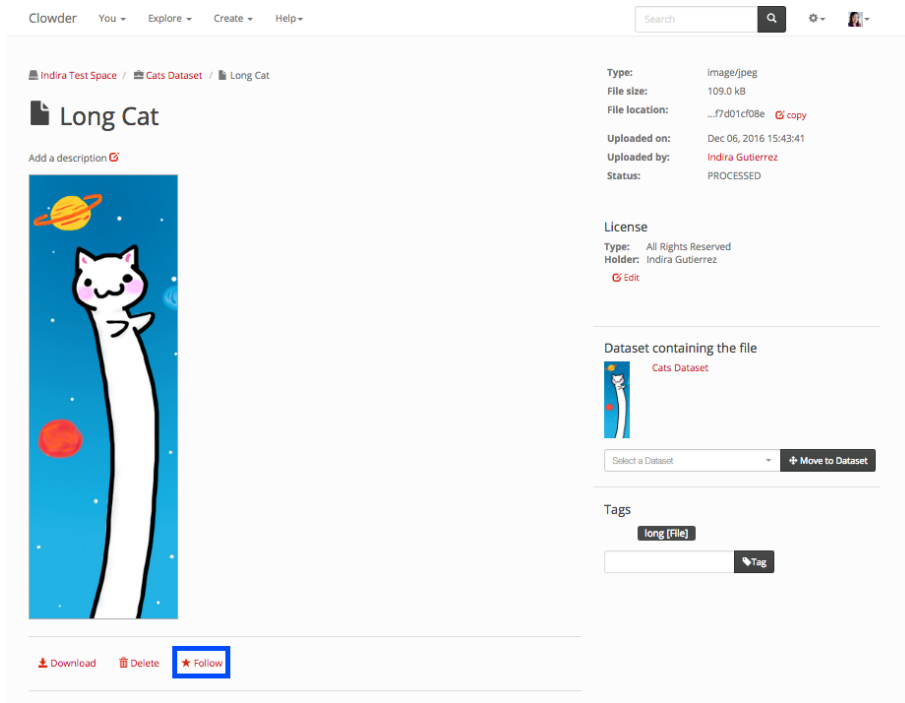 Clowder You Explore Create Help Search
Indira Test Space / Cats Dataset / Long Cat
Long Cat
Add a description
Download Delete Follow
Type: image/jpeg
File size: 109.0 kB
File location: ...f7d01cf08e copy
Uploaded on: Dec 06, 2016 15:43:41
Uploaded by: Indira Gutierrez
Status: PROCESSED
License
Type: All Rights Reserved
Holder: Indira Gutierrez
Edit
Dataset containing the file
Cats Dataset
Select a Dataset Move to Dataset
Tags
long [File]
Tag